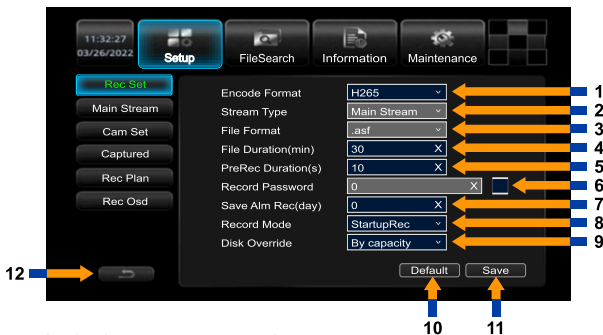 11:32:27
03/26/2022
Setup
FileSearch
Information
Maintenance
Rec Set
Main Stream
Cam Set
Captured
Rec Plan
Rec Osd
Encode Format H265 1
Stream Type Main Stream 2
File Format .asf 3
File Duration(min) 30 X 4
PreRec Duration(s) 10 X 5
Record Password 0 X 6
Save Alm Rec(day) 0 X 7
Record Mode StartupRec 8
Disk Override By capacity 9
12
Default Save
10 11